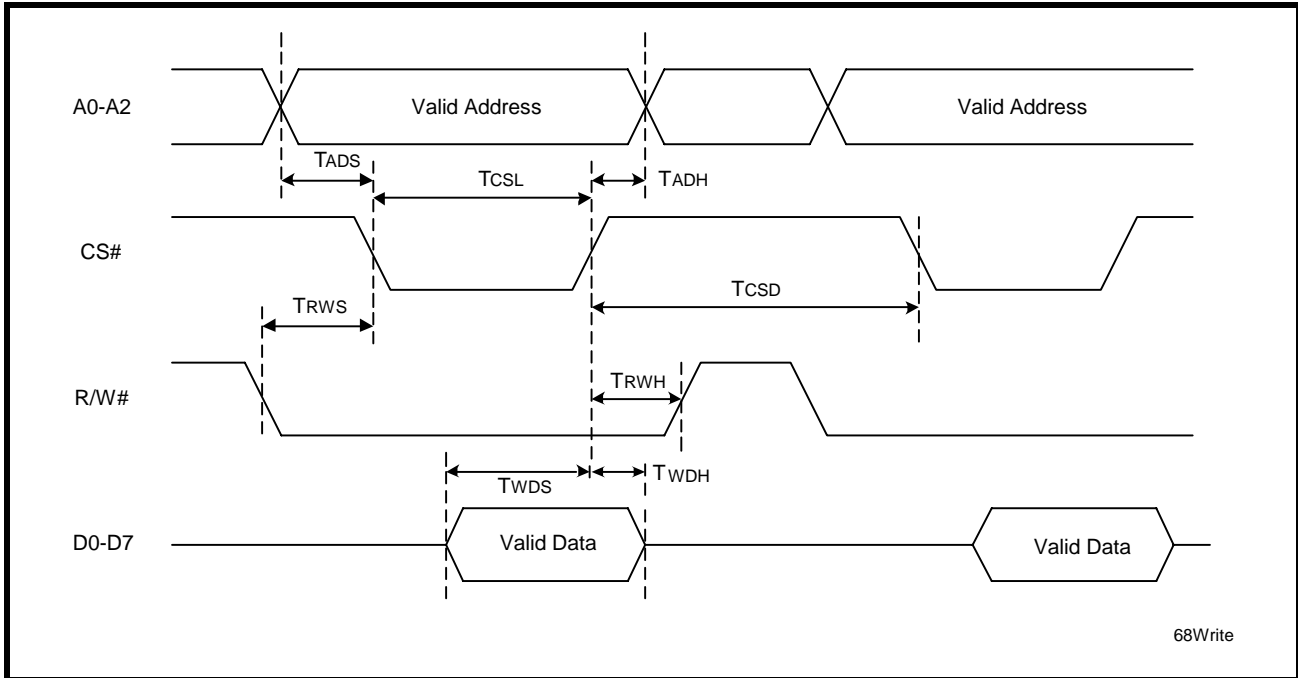 A0-A2
Valid Address
Valid Address
TADS
TCSL
TADH
CS#
TCSD
TRWS
R/W#
TRWH
TWDS
TWDH
D0-D7
Valid Data
Valid Data
68Write